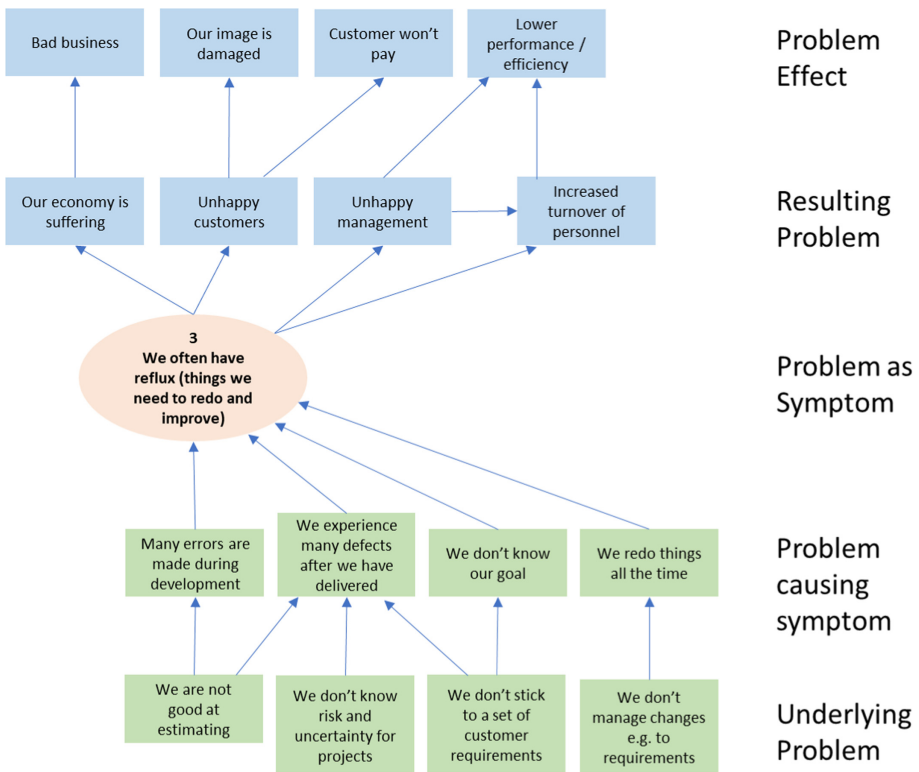 Bad business
Our image is
damaged
Customer won't
pay
Lower
performance /
efficiency
Problem
Effect
Our economy is
suffering
Unhappy
customers
Unhappy
management
Increased
turnover of
personnel
Resulting
Problem
3
We often have
reflux (things we
need to redo and
improve)
Problem as
Symptom
Many errors are
made during
development
We experience
many defects
after we have
delivered
We don't know
our goal
We redo things
all the time
Problem
causing
symptom
We are not
good at
estimating
We don't know
risk and
uncertainty for
projects
We don't stick
to a set of
customer
requirements
We don't
manage changes
e.g. to
requirements
Underlying
Problem